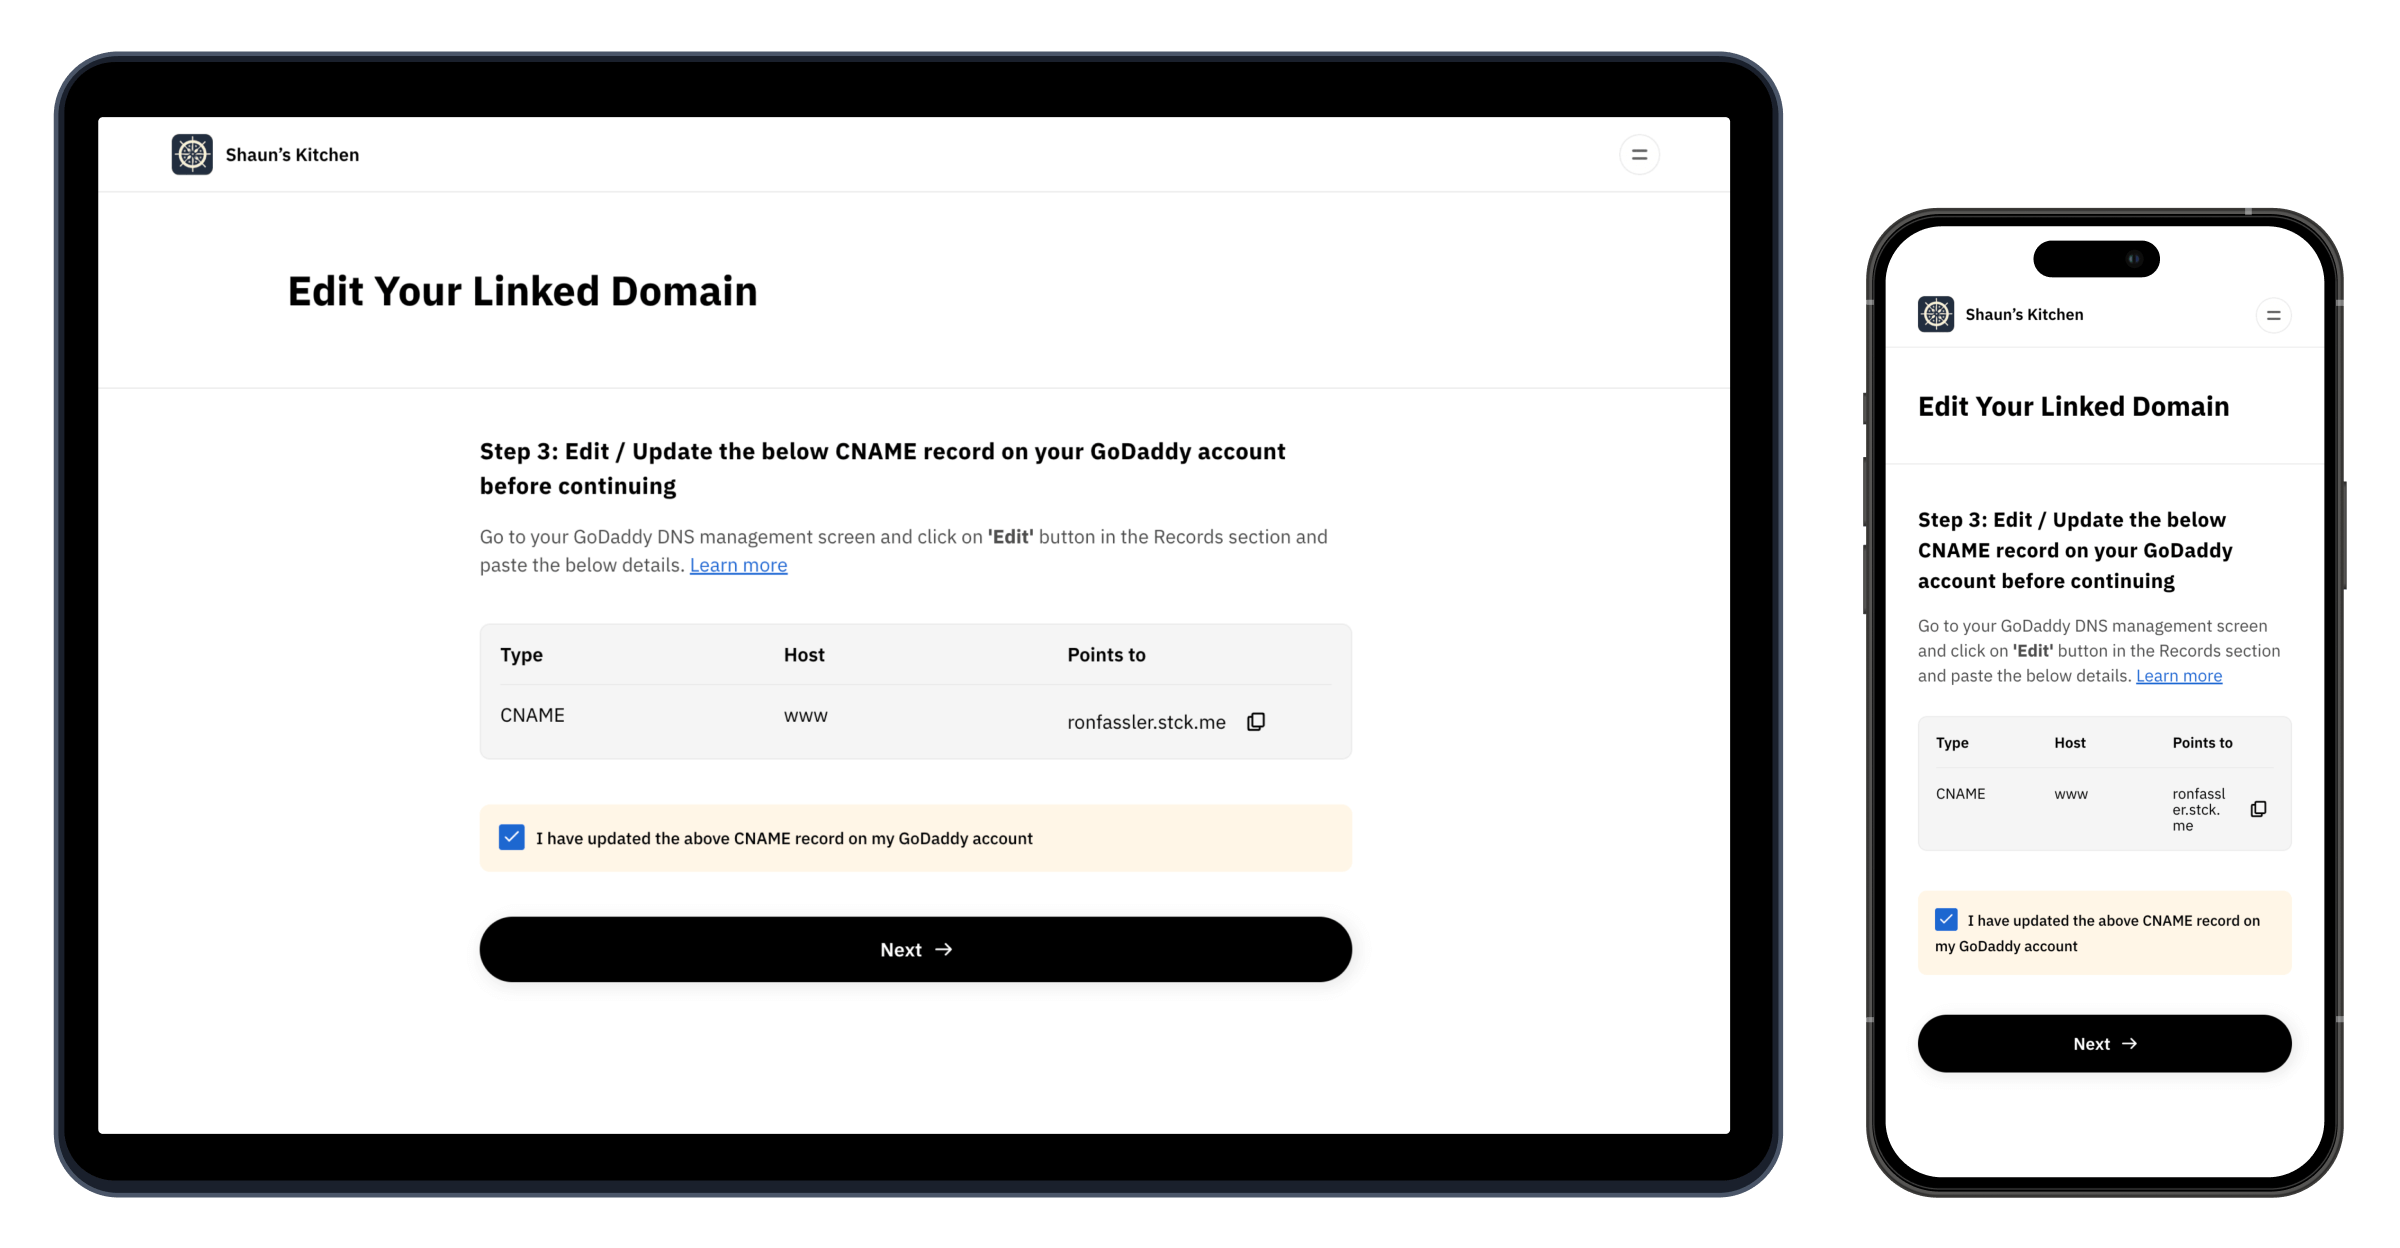 Shaun’s Kitchen
Edit Your Linked Domain
Step 3: Edit / Update the below CNAME record on your GoDaddy account
before continuing
Go to your GoDaddy DNS management screen and click on 'Edit' button in the Records section and
paste the below details. Learn more
Type Host Points to
CNAME www ronfassler.stck.me
I have updated the above CNAME record on my GoDaddy account
Next →
Shaun’s Kitchen
Edit Your Linked Domain
Step 3: Edit / Update the below
CNAME record on your GoDaddy
account before continuing
Go to your GoDaddy DNS management screen
and click on 'Edit' button in the Records section
and paste the below details. Learn more
Type Host Points to
CNAME www ronfassl
er.stck.
me
I have updated the above CNAME record on
my GoDaddy account
Next →